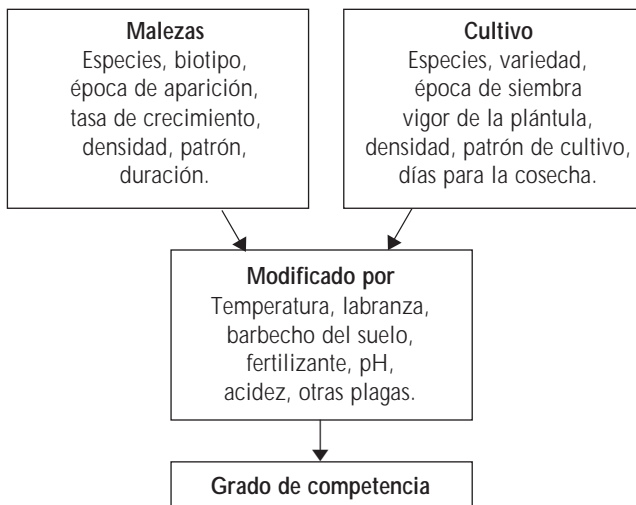 Malezas
Especies, biotipo,
época de aparición,
tasa de crecimiento,
densidad, patrón,
duración.
Cultivo
Especies, variedad,
época de siembra
vigor de la plántula,
densidad, patrón de cultivo,
días para la cosecha.
Modificado por
Temperatura, labranza,
barbecho del suelo,
fertilizante, pH,
acidez, otras plagas.
Grado de competencia